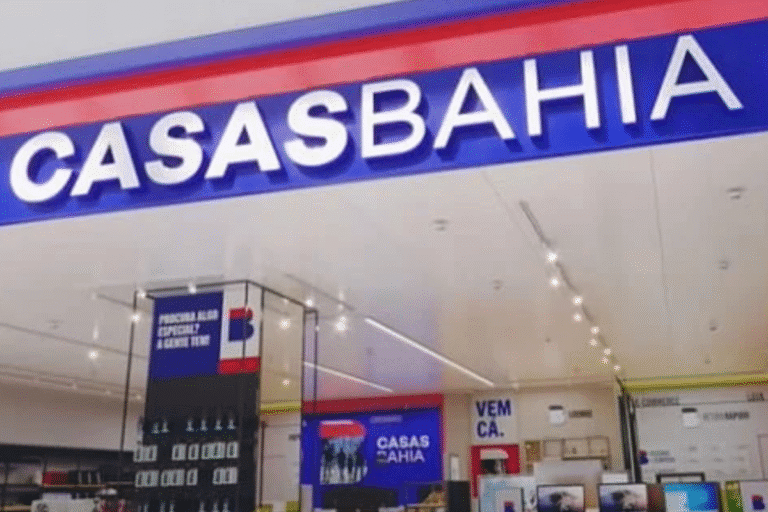 CASASBAHIA
PROCURA ALGO
ESPECIAL?
A GENTE TEM!
B
CASAS
BAHIA
VEM
CÁ.